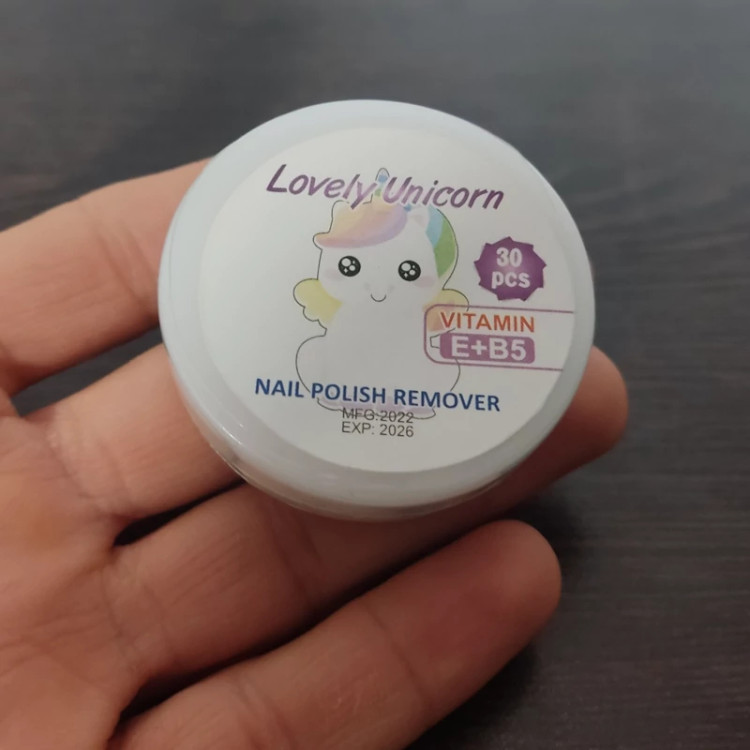 Lovely Unicorn
30
pcs
VITAMIN
E+B5
NAIL POLISH REMOVER
MFG:2022
EXP: 2026